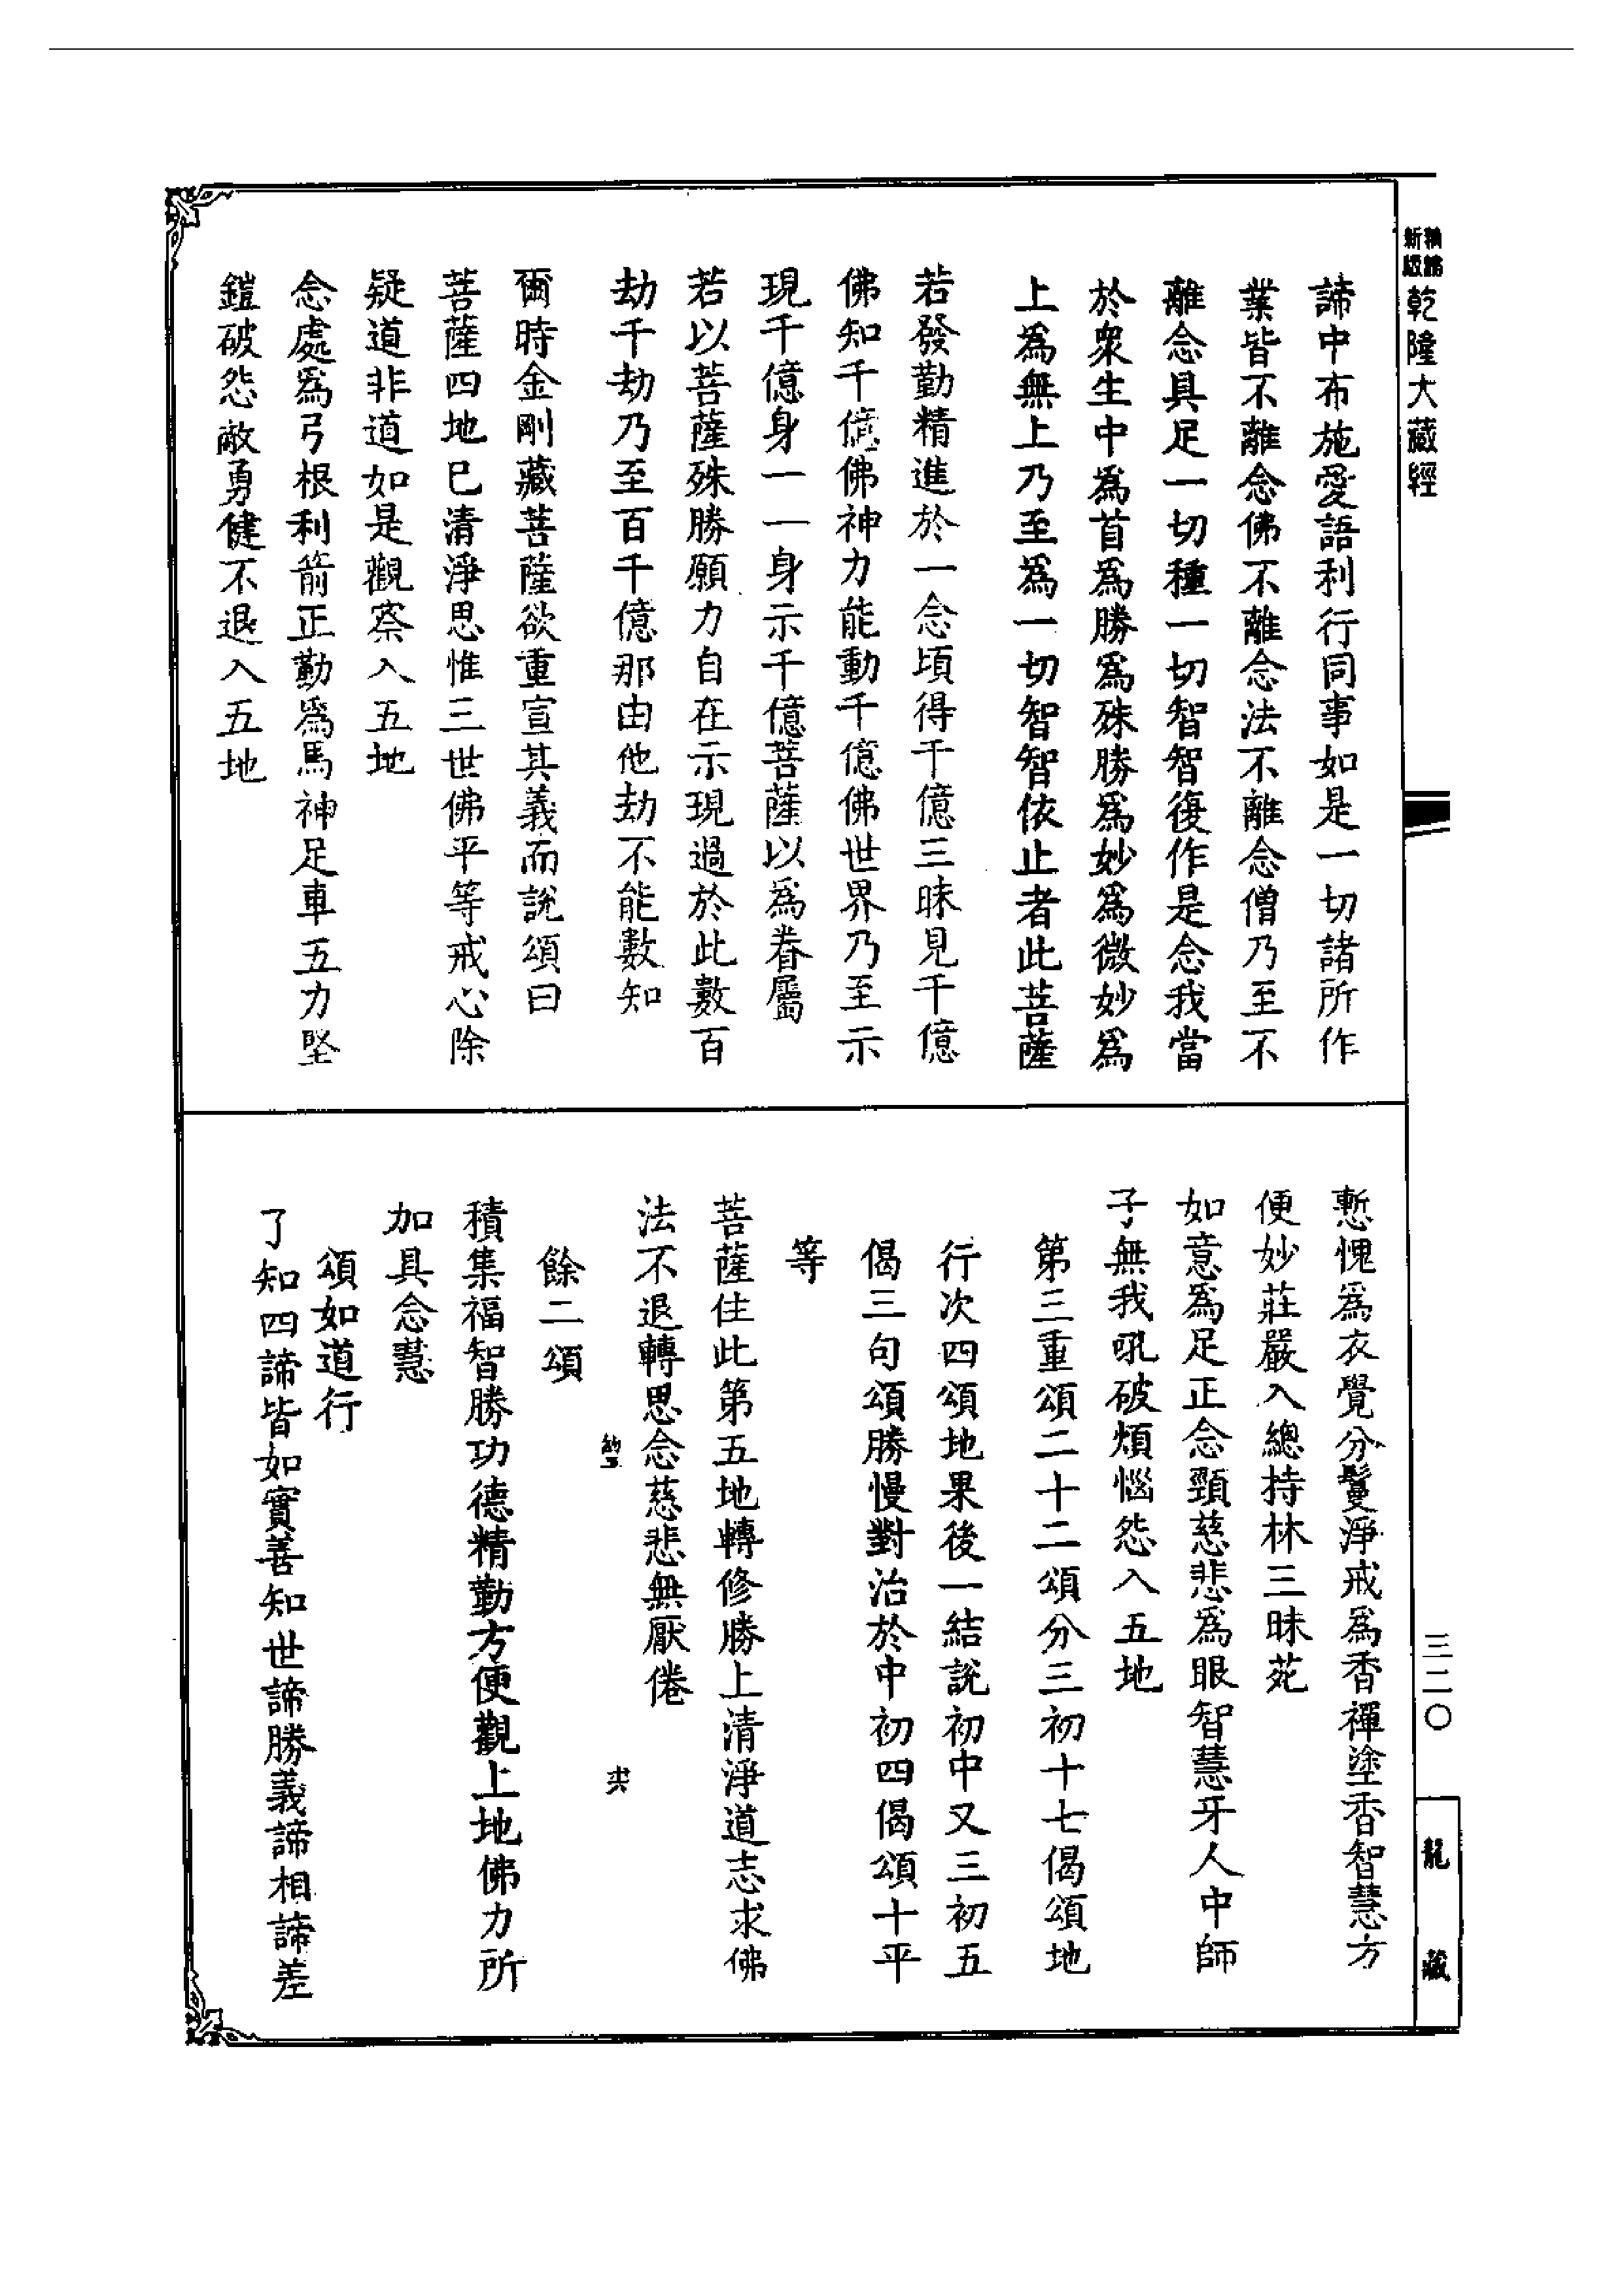 精縮
新版
乾隆大藏經
諦中布施愛語利行同事如是一切諸所作
業皆不離念佛不離念法不離念僧乃至不
離念具足一切種一切智智復作是念我當
於衆生中爲首爲勝爲殊勝爲妙爲微妙爲
上爲無上乃至爲一切智智依止者此菩薩
若發勤精進於一念頃得千億三昧見千億
佛知千億佛神力能動千億佛世界乃至示
現千億身一一身示千億菩薩以爲眷屬
若以菩薩殊勝願力自在示現過於此數百
劫千劫乃至百千億那由他劫不能數知
爾時金剛藏菩薩欲重宣其義而說頌曰
菩薩四地已清淨思惟三世佛平等戒心除
疑道非道如是觀察入五地
念處爲弓根利箭正勤爲馬神足車五力堅
鎧破怨敵勇健不退入五地
慙愧爲衣覺分鬘淨戒爲香禪塗香智慧方
便妙莊嚴入總持林三昧苑
如意爲足正念頸慈悲爲眼智慧牙人中師
子無我吼破煩惱怨入五地
第三重頌二十二頌分三初十七偈頌地
行次四頌地果後一結說初中又三初五
偈三句頌勝慢對治於中初四偈頌十平
等
菩薩住此第五地轉修勝上清淨道志求佛
法不退轉思念慈悲無厭倦
餘二頌
積集福智勝功德精勤方便觀上地佛力所
加具念慧
頌如道行
了知四諦皆如實善知世諦勝義諦相諦差
三二〇
龍藏